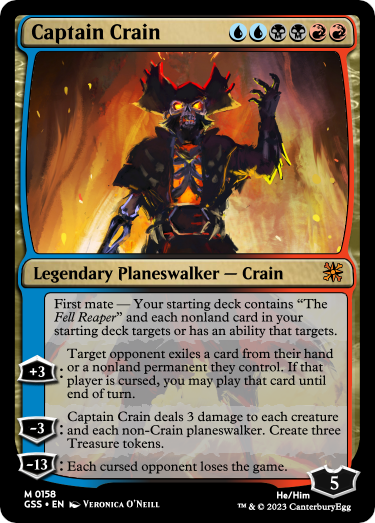 Captain Crain
Legendary Planeswalker — Crain
First mate — Your starting deck contains “The
Fell Reaper” and each nonland card in your
starting deck targets or has an ability that targets.
+3 : Target opponent exiles a card from their hand
or a nonland permanent they control. If that
player is cursed, you may play that card until
end of turn.
-3 : Captain Crain deals 3 damage to each creature
and each non-Crain planeswalker. Create three
Treasure tokens.
-13 : Each cursed opponent loses the game.
5
M 0158
He/Him
GSS • EN Veronica O'Neill
™ & © 2023 CanterburyEgg